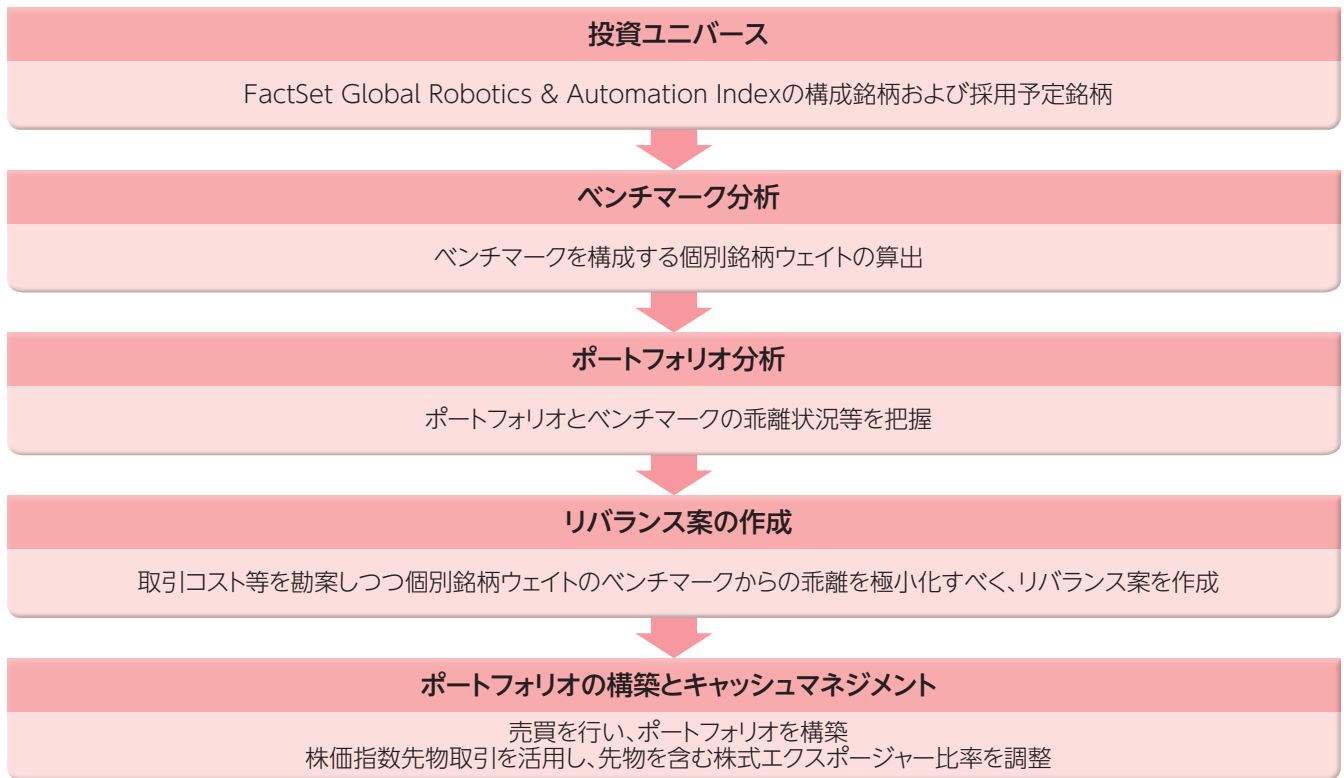 投資ユニバース
FactSet Global Robotics & Automation Indexの構成銘柄および採用予定銘柄
ベンチマーク分析
ベンチマークを構成する個別銘柄ウェイトの算出
ポートフォリオ分析
ポートフォリオとベンチマークの乖離状況等を把握
リバランス案の作成
取引コスト等を勘案しつつ個別銘柄ウェイトのベンチマークからの乖離を極小化すべく、リバランス案を作成
ポートフォリオの構築とキャッシュマネジメント
売買を行い、ポートフォリオを構築
株価指数先物取引を活用し、先物を含む株式エクスポージャー比率を調整